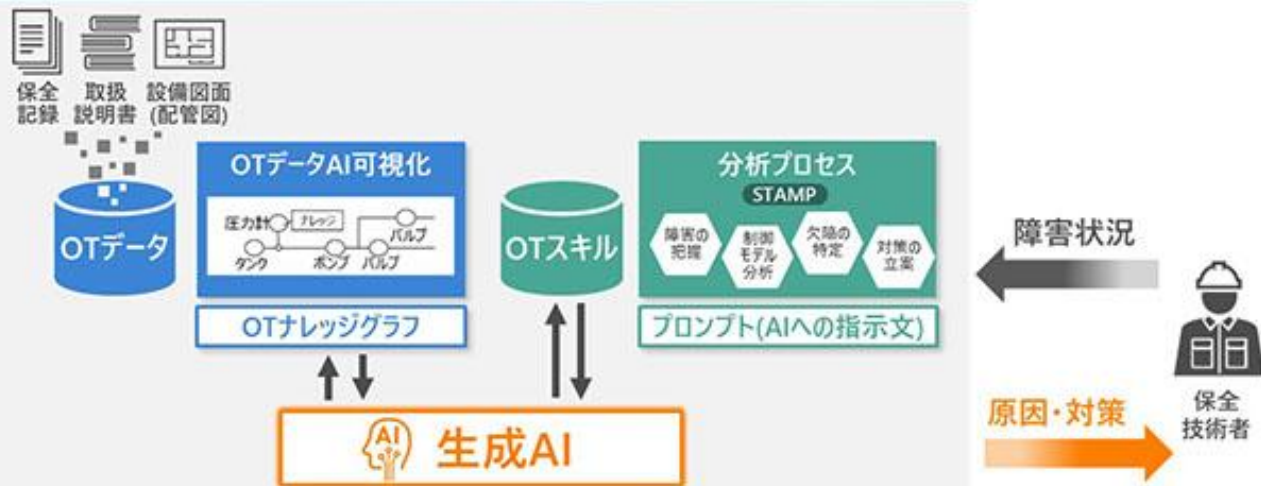 保全
記録
取扱
説明書
設備図面
(配管図)
OTデータ
OTデータAI可視化
圧力計
ナレッジ
バルブ
タンク
ポンプ
バルブ
OTナレッジグラフ
OTスキル
分析プロセス
STAMP
障害の
把握
制御
モデル
分析
欠陥の
特定
対策の
立案
プロンプト(AIへの指示文)
障害状況
原因・対策
保全
技術者
AI
生成AI